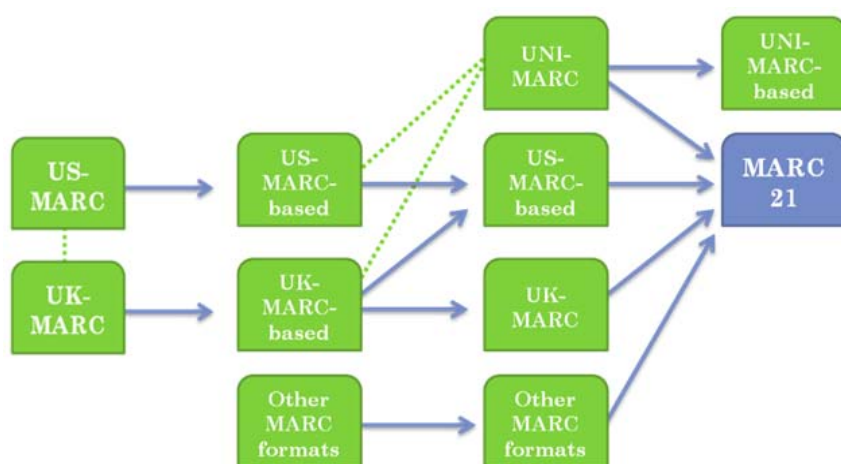 UNI-
MARC
UNI-
MARC-
based
US-
MARC
US-
MARC-
based
US-
MARC-
based
MARC
21
UK-
MARC
UK-
MARC-
based
UK-
MARC
Other
MARC
formats
Other
MARC
formats